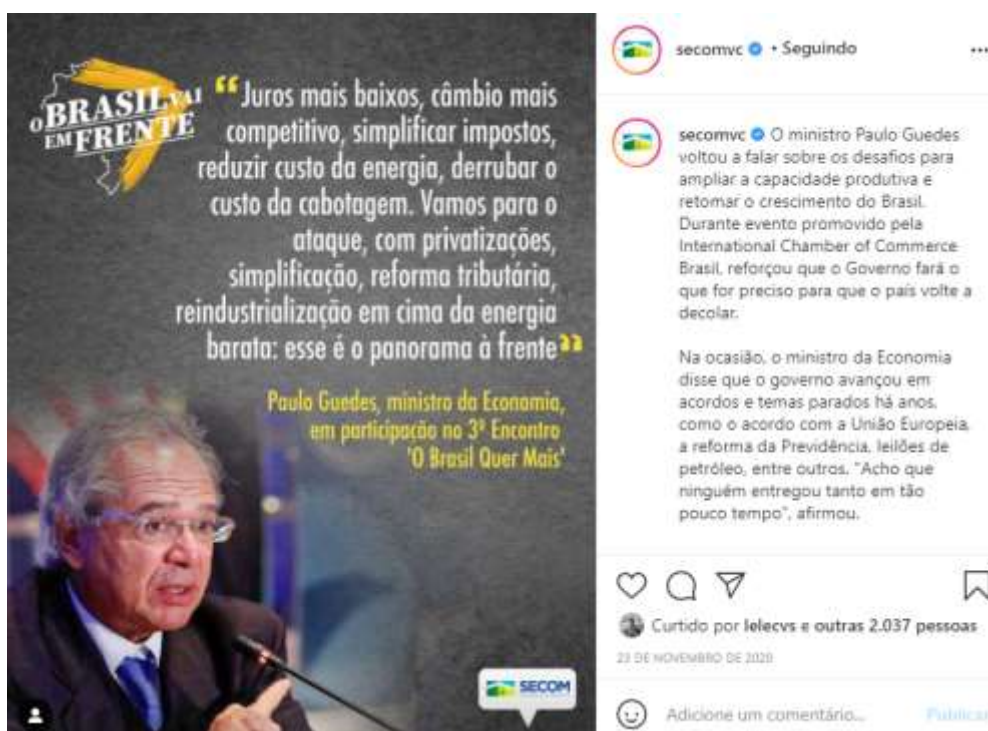 O BRASIL VAI
EM FRENTE
“Juros mais baixos, câmbio mais
competitivo, simplificar impostos,
reduzir custo da energia, derrubar o
custo da cabotagem. Vamos para o
ataque, com privatizações,
simplificação, reforma tributária,
reindustrialização em cima da energia
barata: esse é o panorama à frente”
Paulo Guedes, ministro da Economia,
em participação no 3º Encontro
'O Brasil Quer Mais'
SECOM
secomvc • Seguindo
secomvc O ministro Paulo Guedes
voltou a falar sobre os desafios para
ampliar a capacidade produtiva e
retomar o crescimento do Brasil.
Durante evento promovido pela
International Chamber of Commerce
Brasil, reforçou que o Governo fará o
que for preciso para que o país volte a
decolar.
Na ocasião, o ministro da Economia
disse que o governo avançou em
acordos e temas parados há anos,
como o acordo com a União Europeia,
a reforma da Previdência, leilões de
petróleo, entre outros. "Acho que
ninguém entregou tanto em tão
pouco tempo", afirmou.
Curtido por lelecvs e outras 2.037 pessoas
23 DE NOVEMBRO DE 2020
Adicione um comentário... Publicar